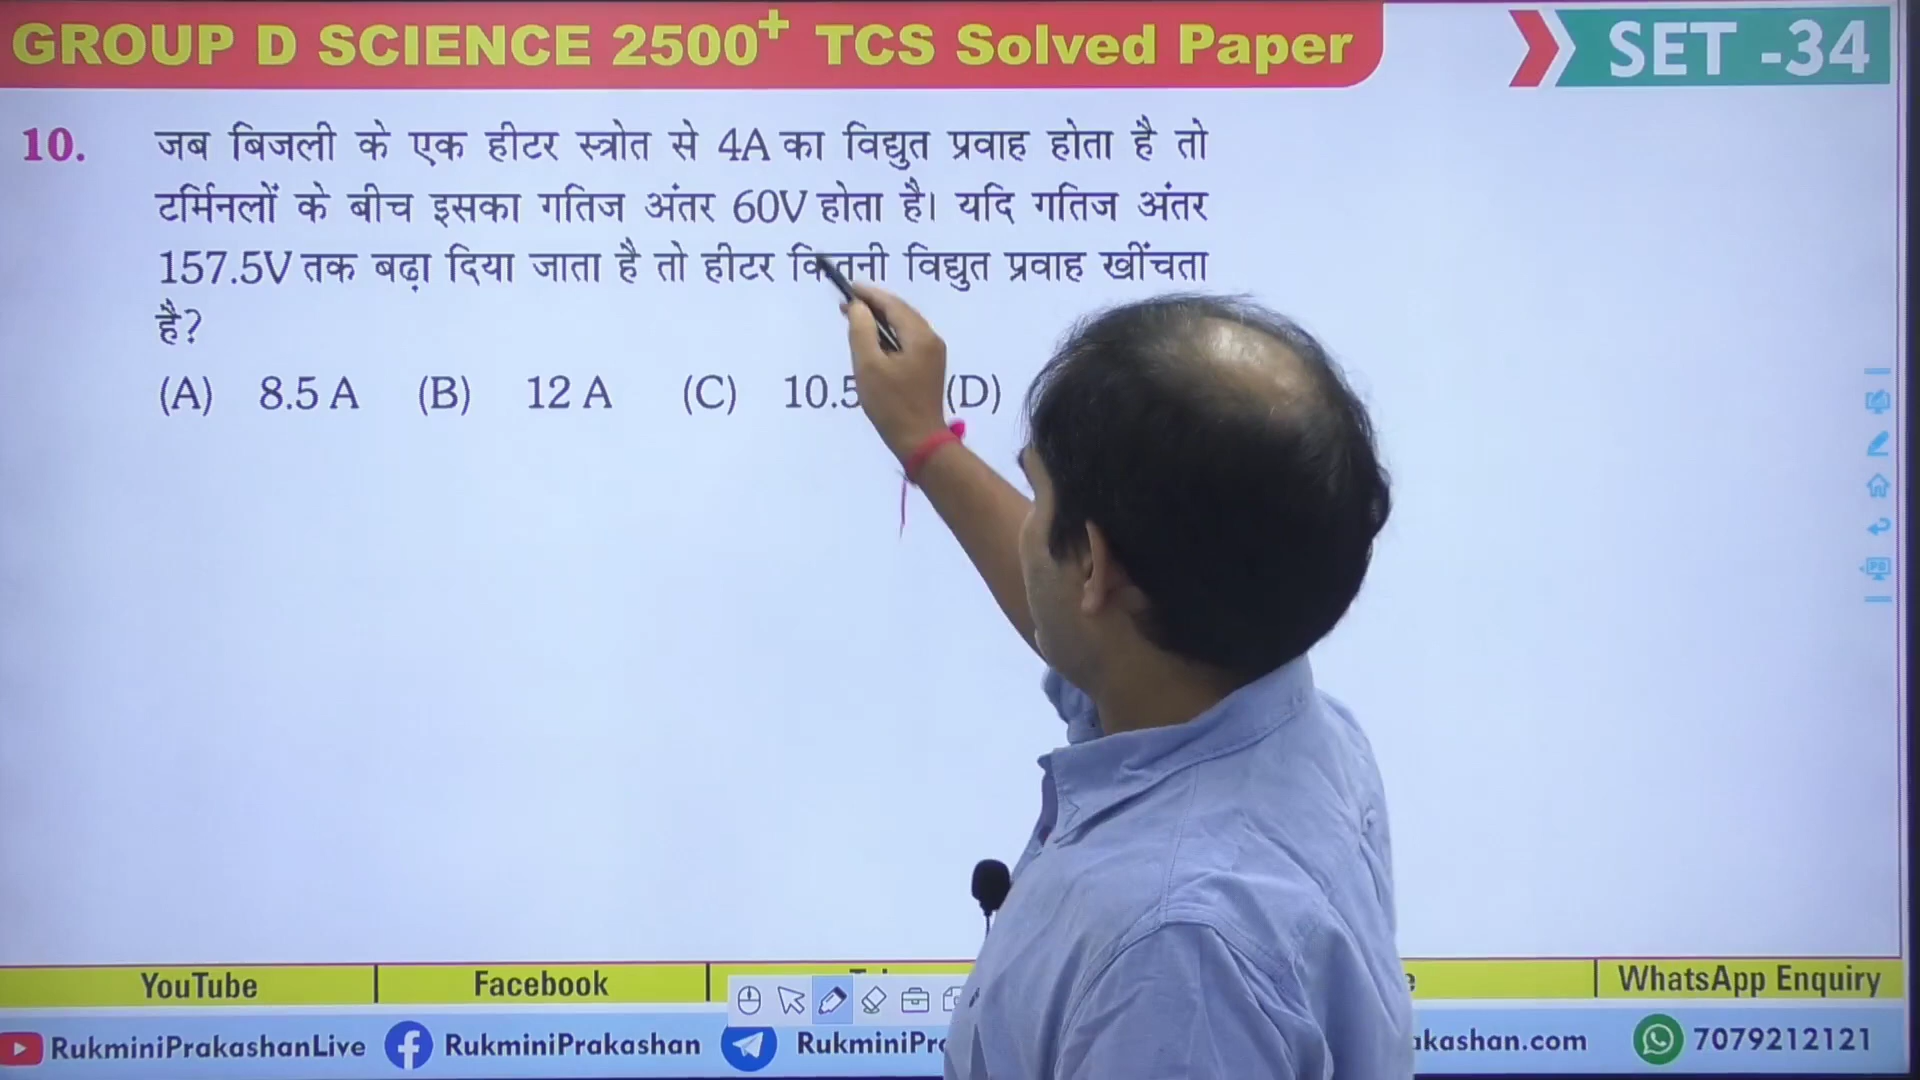 GROUP D SCIENCE 2500+ TCS Solved Paper
SET -34
10. जब बिजली के एक हीटर स्त्रोत से 4A का विद्युत प्रवाह होता है तो
टर्मिनलों के बीच इसका गतिज अंतर 60V होता है। यदि गतिज अंतर
157.5V तक बढ़ा दिया जाता है तो हीटर कितनी विद्युत प्रवाह खींचता
है?
(A) 8.5 A (B) 12 A (C) 10.5 (D)
YouTube Facebook WhatsApp Enquiry
RukminiPrakashanLive RukminiPrakashan 7079212121